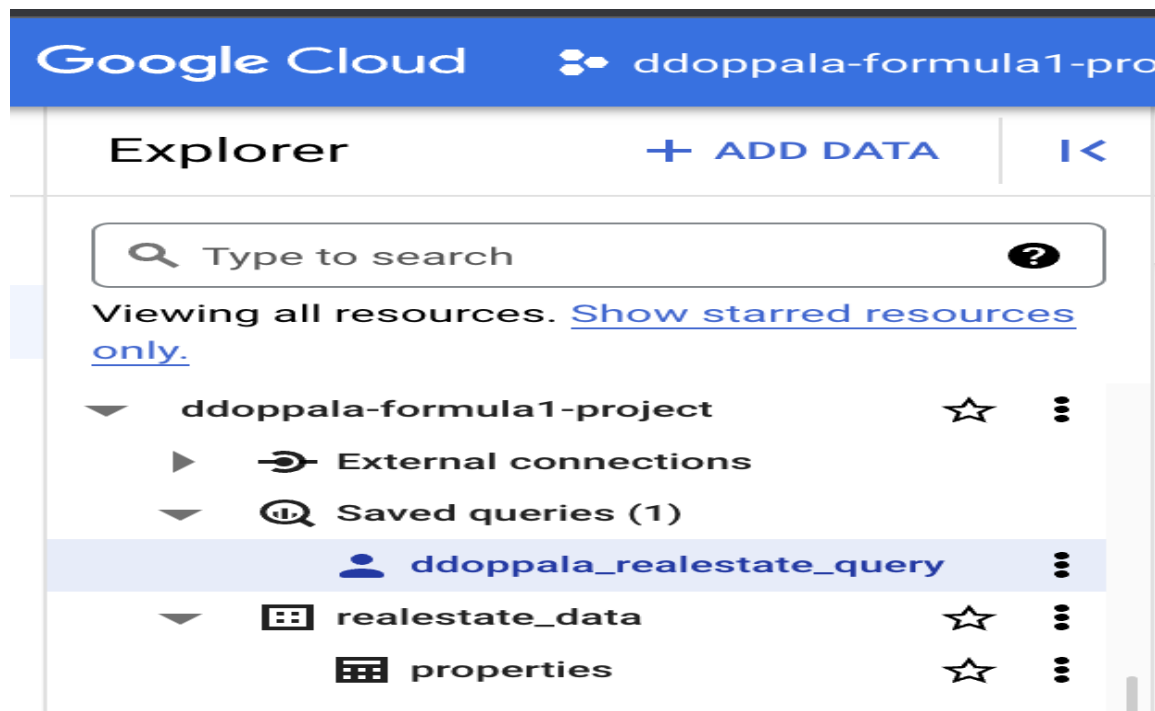 Google Cloud ddoppala-formula1-pro
Explorer + ADD DATA
Type to search
Viewing all resources. Show starred resources
only.
ddoppala-formula1-project
External connections
Saved queries (1)
ddoppala_realestate_query
realestate_data
properties